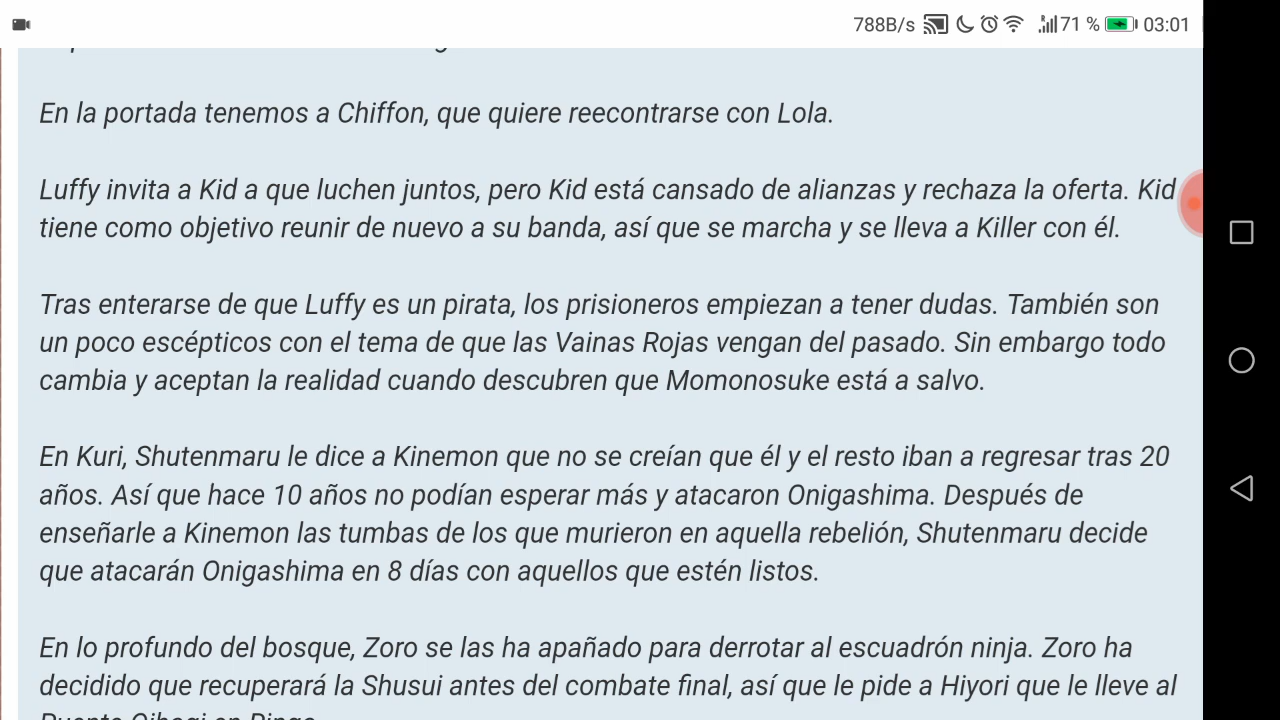 788B/s 71 % 03:01
En la portada tenemos a Chiffon, que quiere reecontrarse con Lola.
Luffy invita a Kid a que luchen juntos, pero Kid está cansado de alianzas y rechaza la oferta. Kid
tiene como objetivo reunir de nuevo a su banda, así que se marcha y se lleva a Killer con él.
Tras enterarse de que Luffy es un pirata, los prisioneros empiezan a tener dudas. También son
un poco escépticos con el tema de que las Vainas Rojas vengan del pasado. Sin embargo todo
cambia y aceptan la realidad cuando descubren que Momonosuke está a salvo.
En Kuri, Shutenmaru le dice a Kinemon que no se creían que él y el resto iban a regresar tras 20
años. Así que hace 10 años no podían esperar más y atacaron Onigashima. Después de
enseñarle a Kinemon las tumbas de los que murieron en aquella rebelión, Shutenmaru decide
que atacarán Onigashima en 8 días con aquellos que estén listos.
En lo profundo del bosque, Zoro se las ha apañado para derrotar al escuadrón ninja. Zoro ha
decidido que recuperará la Shusui antes del combate final, así que le pide a Hiyori que le lleve al